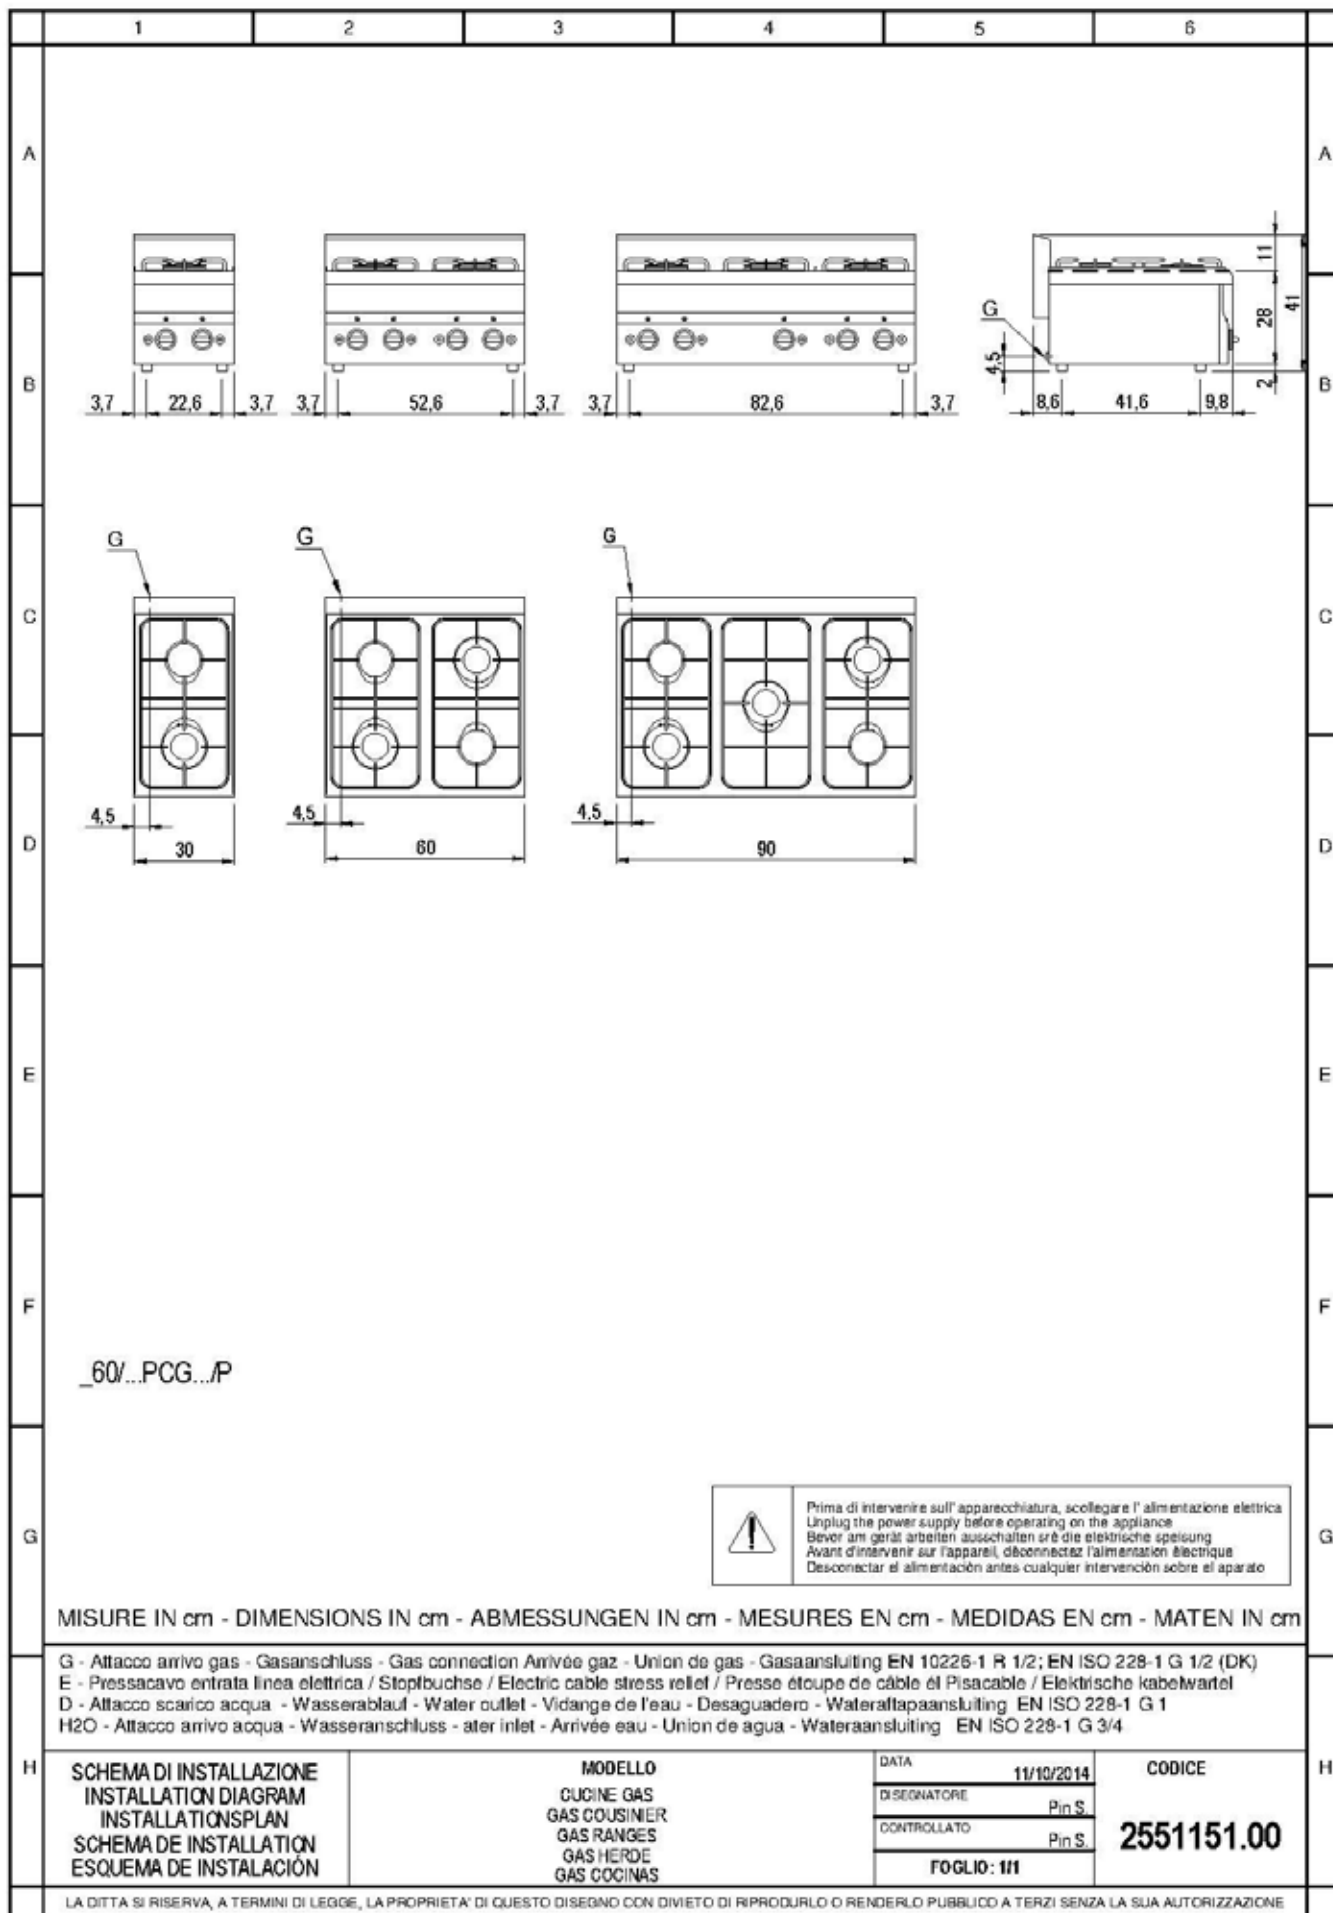 1 2 3 4 5 6
A A
11
41
28
G
4,5
2
B B
3,7 22,6 3,7 3,7 52,6 3,7 3,7 82,6 3,7 8,6 41,6 9,8
G G G
C C
4,5 4,5 4,5
30 60 90
D D
E E
F F
_60/...PCG.../P
G G
Prima di intervenire sull' apparecchiatura, scollegare l' alimentazione elettrica
Unplug the power supply before operating on the appliance
Bevor am gerät arbeiten ausschalten srè die elektrische speisung
Avant d'intervenir sur l'appareil, déconnectez l'alimentation électrique
Desconectar el alimentación antes cualquier intervención sobre el aparato
MISURE IN cm - DIMENSIONS IN cm - ABMESSUNGEN IN cm - MESURES EN cm - MEDIDAS EN cm - MATEN IN cm
G - Attacco arrivo gas - Gasanschluss - Gas connection Arrivée gaz - Union de gas - Gasaansluiting EN 10226-1 R 1/2; EN ISO 228-1 G 1/2 (DK)
E - Pressacavo entrata linea elettrica / Stopfbuchse / Electric cable stress relief / Presse étoupe de câble él Pisacable / Elektrische kabelwartel
D - Attacco scarico acqua - Wasserablauf - Water outlet - Vidange de l'eau - Desaguadero - Wateraftapaansluiting EN ISO 228-1 G 1
H2O - Attacco arrivo acqua - Wasseranschluss - ater inlet - Arrivée eau - Union de agua - Wateraansluiting EN ISO 228-1 G 3/4
H H
SCHEMA DI INSTALLAZIONE
INSTALLATION DIAGRAM
INSTALLATIONSPLAN
SCHEMA DE INSTALLATION
ESQUEMA DE INSTALACIÓN
MODELLO
CUCINE GAS
GAS COUSINIER
GAS RANGES
GAS HERDE
GAS COCINAS
DATA 11/10/2014
DISEGNATORE Pin S.
CONTROLLATO Pin S.
FOGLIO: 1/1
CODICE
2551151.00
LA DITTA SI RISERVA, A TERMINI DI LEGGE, LA PROPRIETA' DI QUESTO DISEGNO CON DIVIETO DI RIPRODURLO O RENDERLO PUBBLICO A TERZI SENZA LA SUA AUTORIZZAZIONE